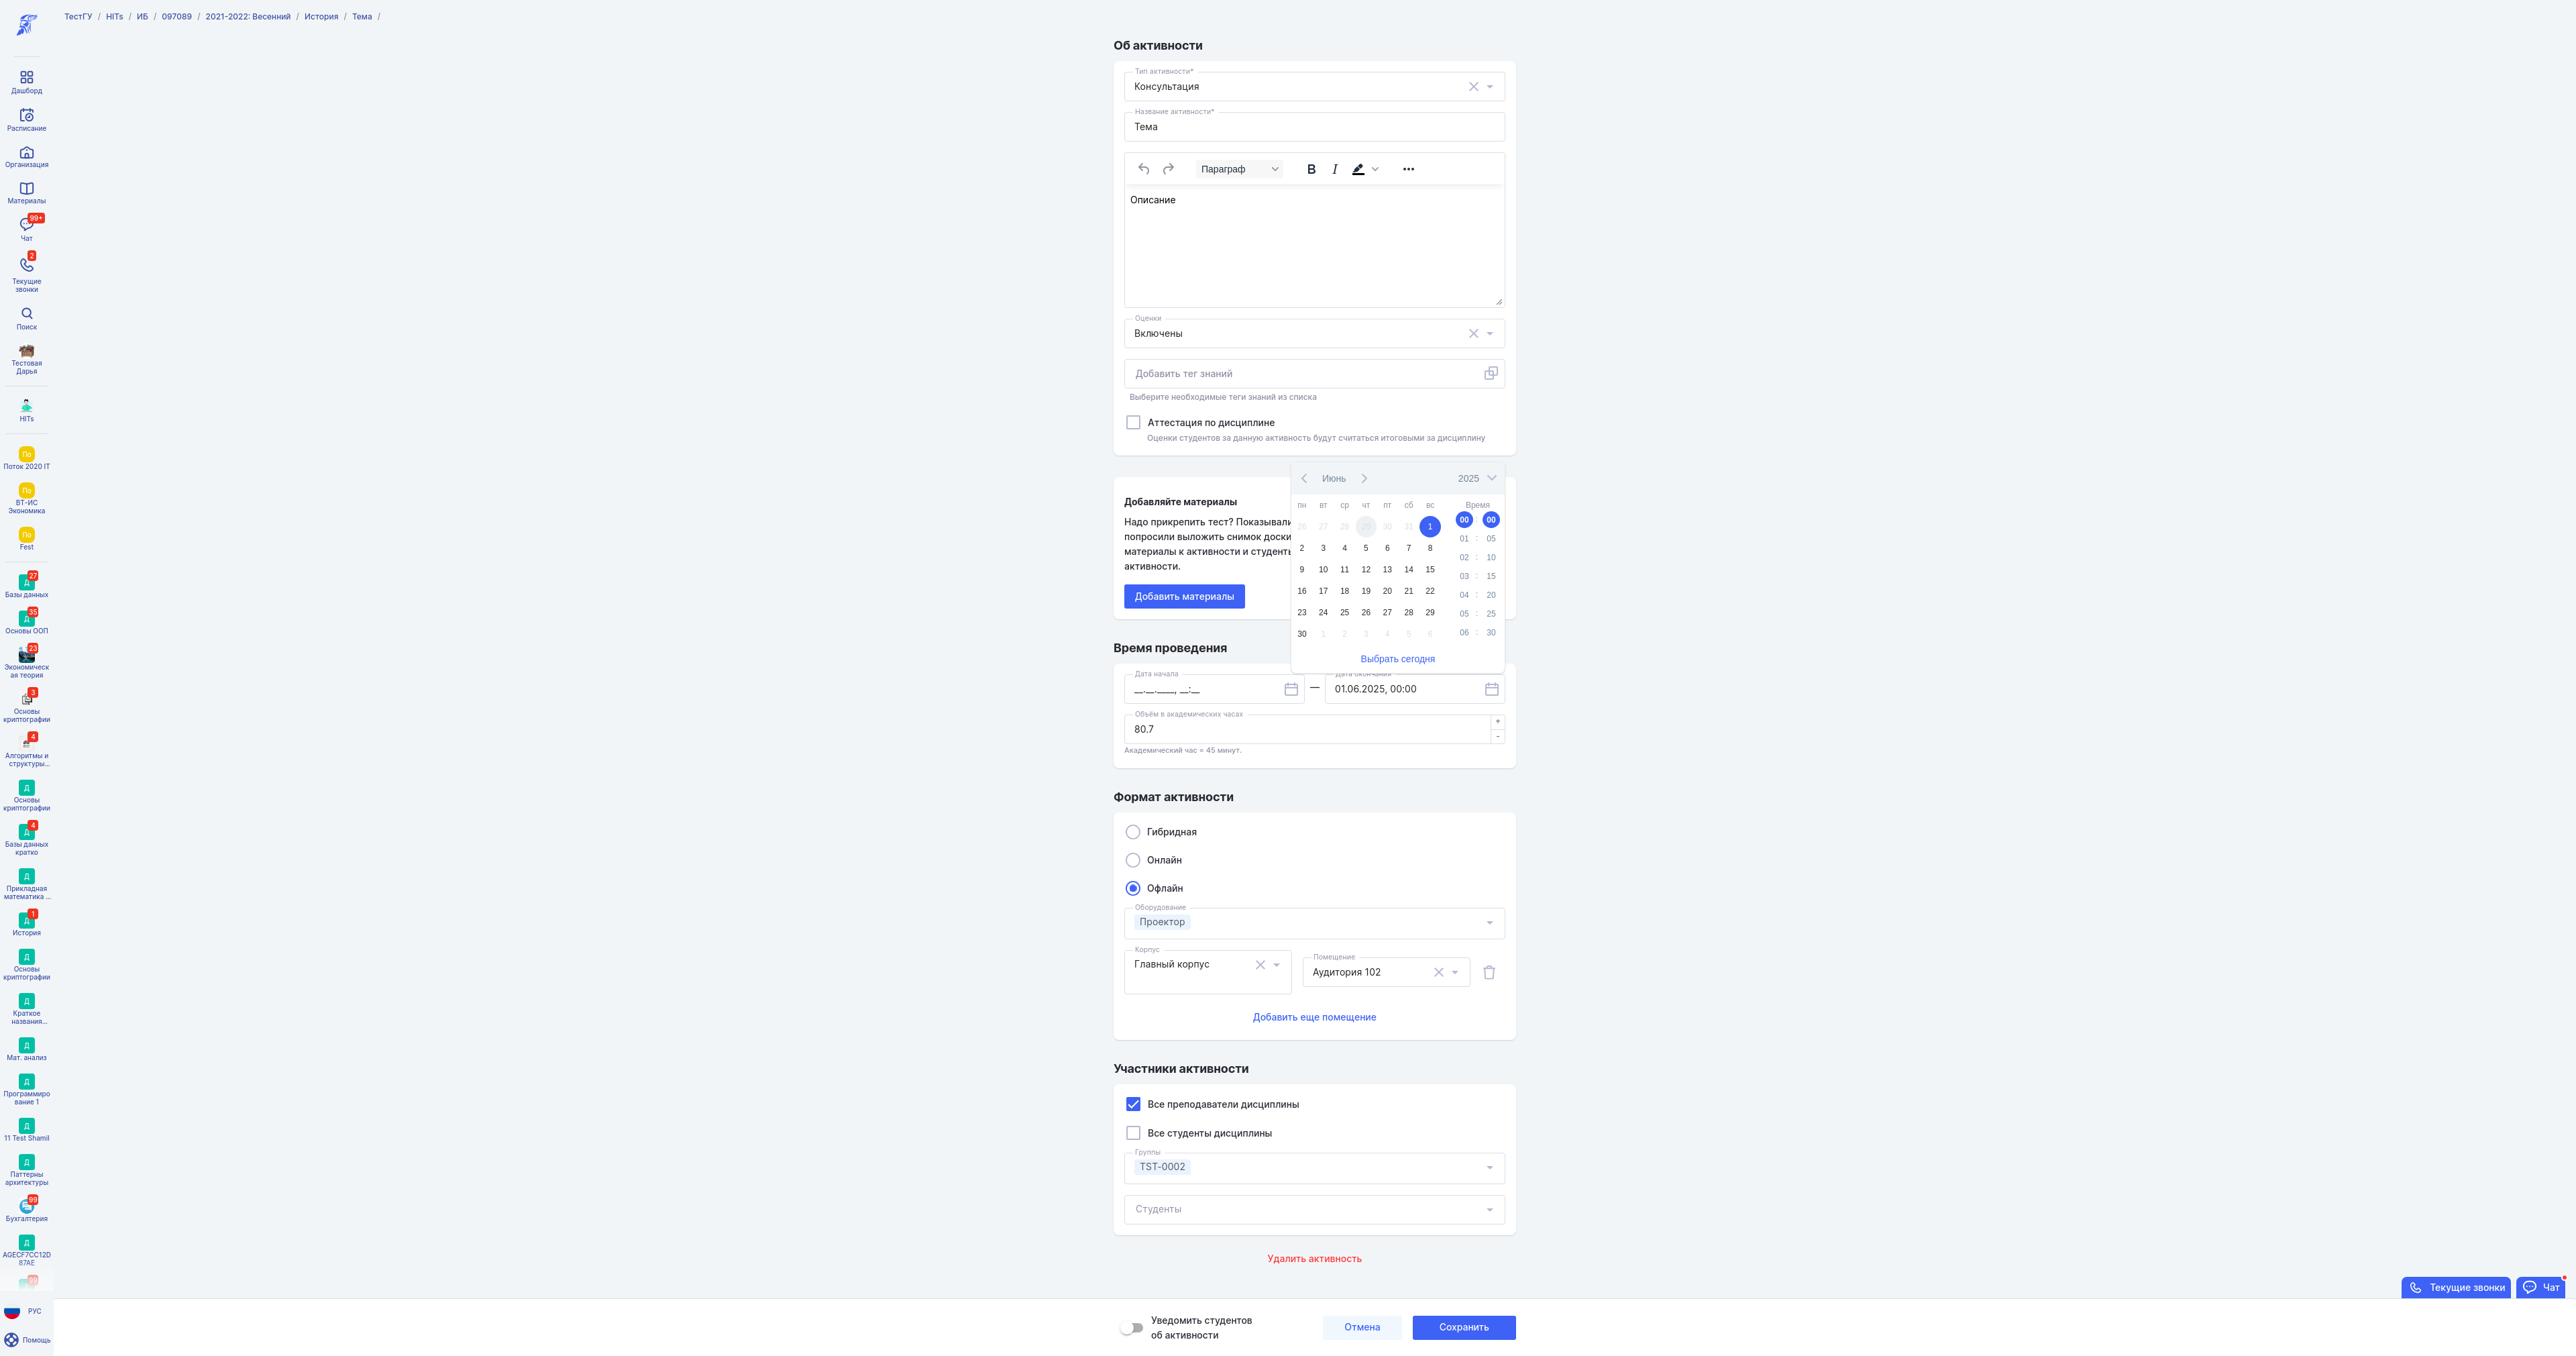 ТестГУ / HITs / ИБ / 097089 / 2021-2022: Весенний / История / Тема /
Дашборд
Расписание
Организация
Материалы
99+
Чат
2
Текущие
звонки
Поиск
Тестовая
Дарья
HITs
По
Поток 2020 IT
По
ВТ-ИС
Экономика
По
Fest
27
Д
Базы данных
35
Д
Основы ООП
23
Экономическ
ая теория
3
Основы
криптографии
4
Алгоритмы и
структуры...
Д
Основы
криптографии
4
Д
Базы данных
кратко
Д
Прикладная
математика ...
1
Д
История
Д
Основы
криптографии
Д
Краткое
названия...
Д
Мат. анализ
Д
Программиро
вание 1
Д
11 Test Shamil
Д
Паттерны
архитектуры
99
Бухгалтерия
Д
AGECF7CC12D
87AE
99
РУС
Помощь
Об активности
Тип активности*
Консультация
Название активности*
Тема
Параграф B I
Описание
Оценки
Включены
Добавить тег знаний
Выберите необходимые теги знаний из списка
Аттестация по дисциплине
Оценки студентов за данную активность будут считаться итоговыми за дисциплину
Добавляйте материалы
Надо прикрепить тест? Показывали
попросили выложить снимок доски
материалы к активности и студенты
активности.
Добавить материалы
Июнь 2025
пн вт ср чт пт сб вс Время
26 27 28 29 30 31 1 00 00
2 3 4 5 6 7 8 01 : 05
02 : 10
9 10 11 12 13 14 15 03 : 15
16 17 18 19 20 21 22 04 : 20
23 24 25 26 27 28 29 05 : 25
30 1 2 3 4 5 6 06 : 30
Выбрать сегодня
Время проведения
Дата начала
__.__.____, __:__
—
Дата окончания
01.06.2025, 00:00
Объём в академических часах
80.7
+
-
Академический час = 45 минут.
Формат активности
Гибридная
Онлайн
Офлайн
Оборудование
Проектор
Корпус
Главный корпус
Помещение
Аудитория 102
Добавить еще помещение
Участники активности
Все преподаватели дисциплины
Все студенты дисциплины
Группы
TST-0002
Студенты
Удалить активность
Текущие звонки
Чат
Уведомить студентов
об активности
Отмена
Сохранить